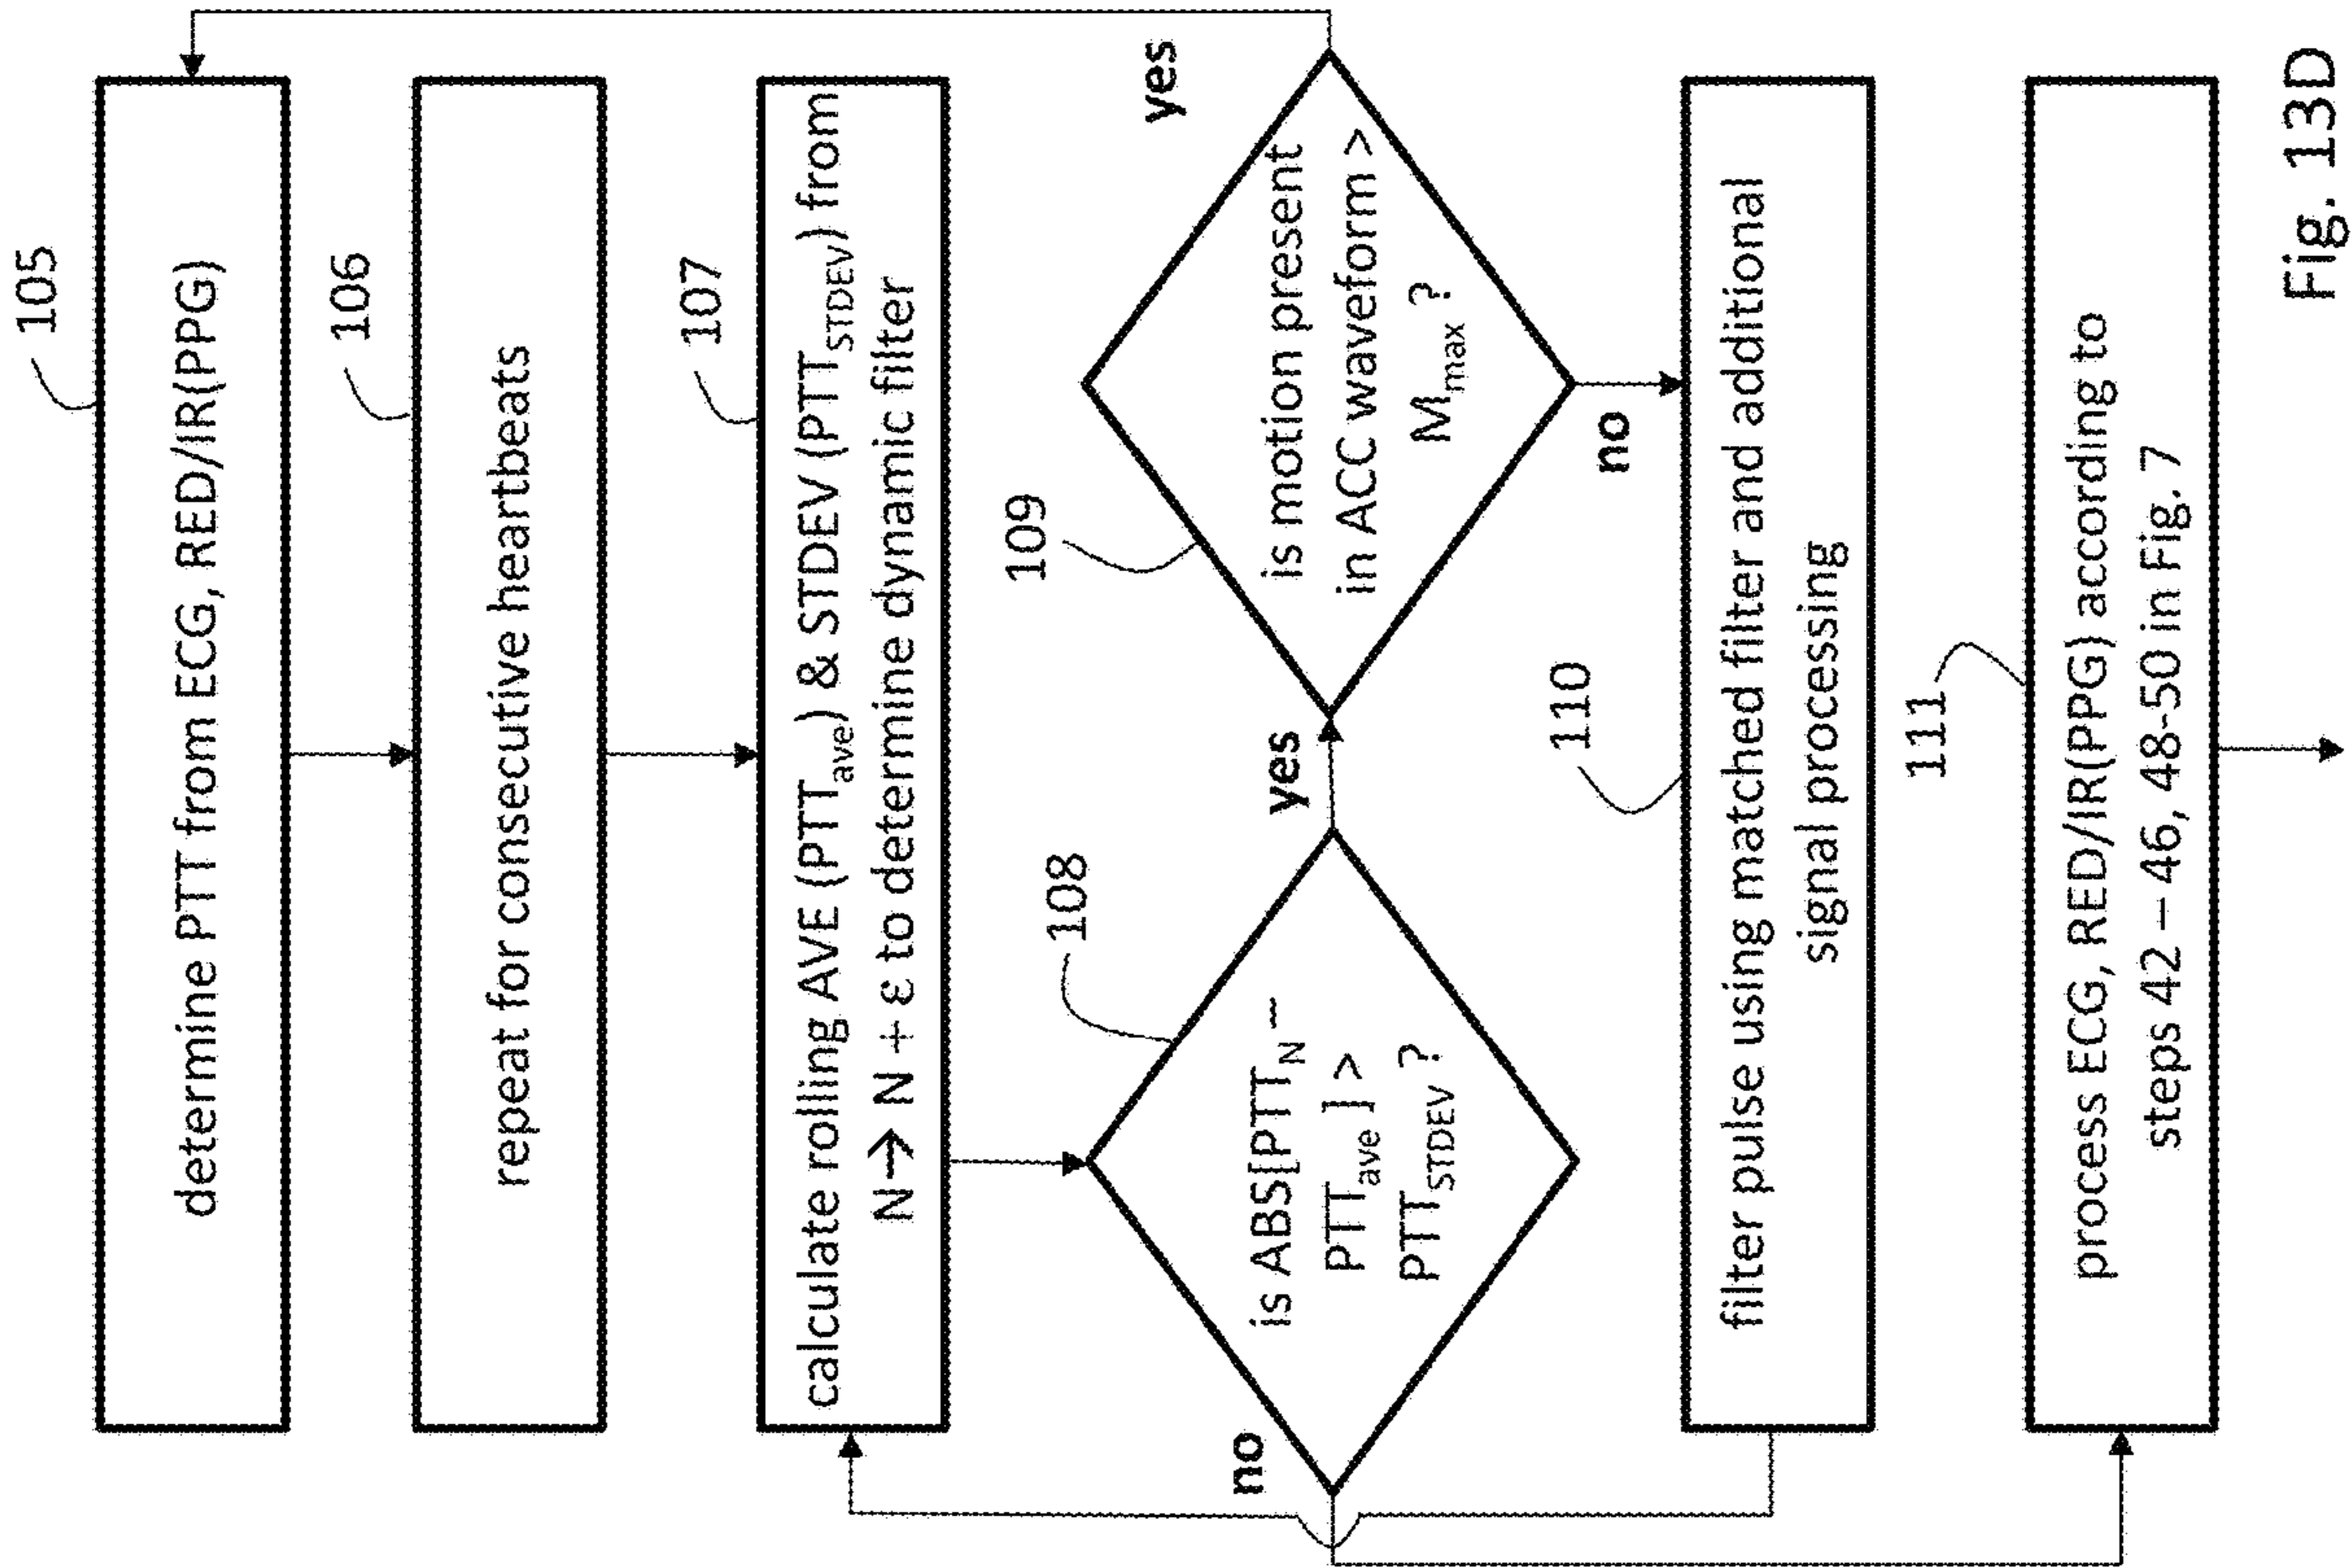 105
determine PTT from ECG, RED/IR(PPG)
106
repeat for consecutive heartbeats
107
calculate rolling AVE (PTTave) & STDEV (PTTSTDEV) from
N→ N + ε to determine dynamic filter
108
is ABS[PTTN –
PTTave ] >
PTTSTDEV ?
no
yes
109
is motion present
in ACC waveform >
Mmax ?
yes
no
110
filter pulse using matched filter and additional
signal processing
111
process ECG, RED/IR(PPG) according to
steps 42 – 46, 48-50 in Fig. 7
Fig. 13D